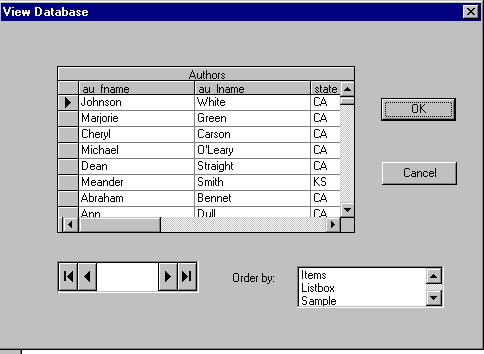 View Database
Authors
au_fname au_lname state
Johnson White CA
Marjorie Green CA
Cheryl Carson CA
Michael O'Leary CA
Dean Straight CA
Meander Smith KS
Abraham Bennet CA
Ann Dull CA
OK
Cancel
Order by:
Items
Listbox
Sample